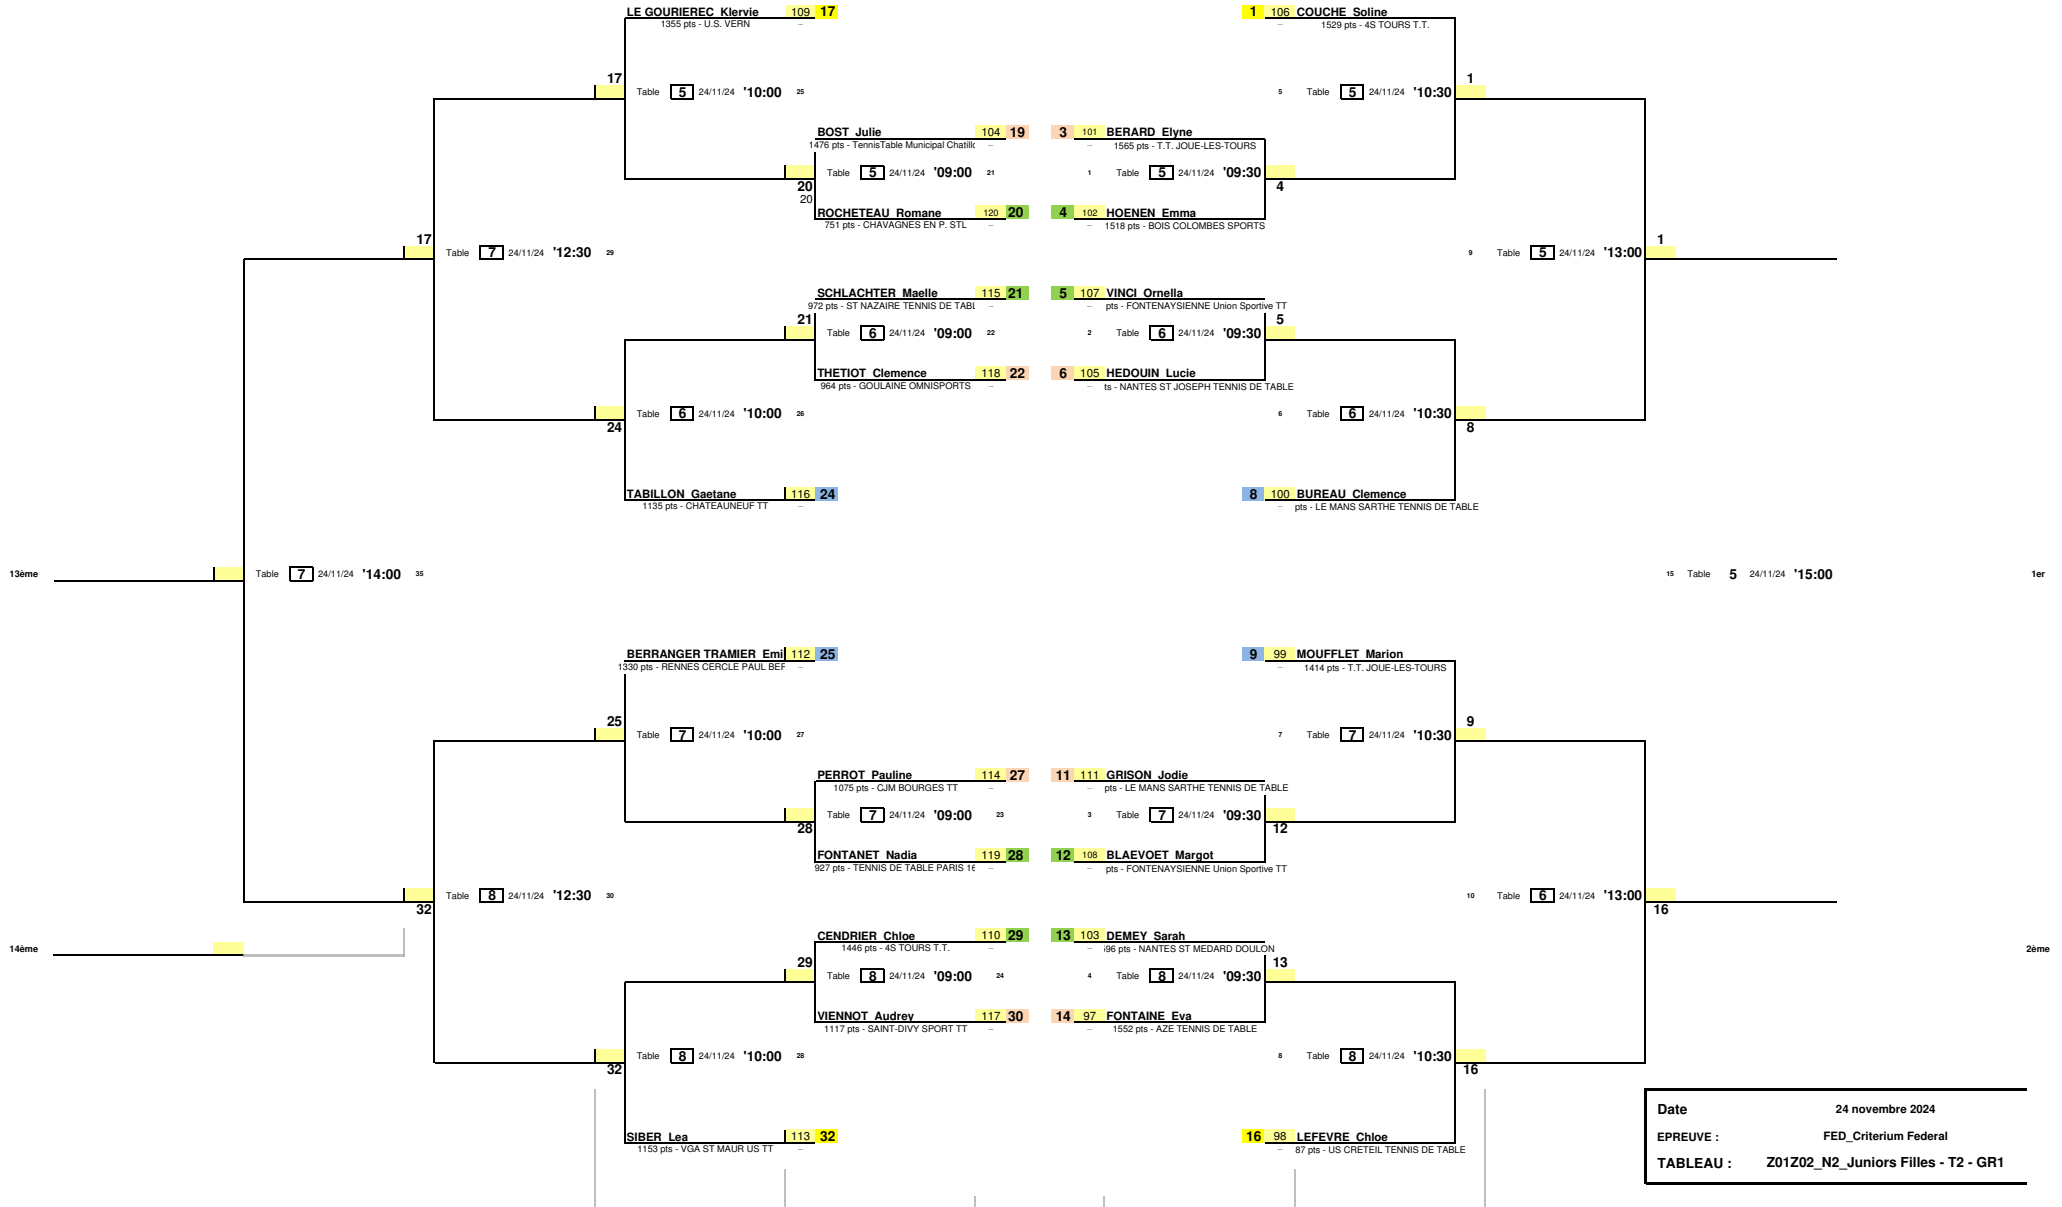 LE GOURIEREC Klervie 109 17 1 106 COUCHE Soline
1355 pts - U.S. VERN – – 1529 pts - 4S TOURS T.T.
17 1
Table 5 24/11/24 '10:00 25 5 Table 5 24/11/24 '10:30
BOST Julie 104 19 3 101 BERARD Elyne
1476 pts - TennisTable Municipal Chatill – – 1565 pts - T.T. JOUE-LES-TOURS
Table 5 24/11/24 '09:00 21 1 Table 5 24/11/24 '09:30
20 4
20
ROCHETEAU Romane 120 20 4 102 HOENEN Emma
751 pts - CHAVAGNES EN P. STL – – 1518 pts - BOIS COLOMBES SPORTS
17 1
Table 7 24/11/24 '12:30 29 9 Table 5 24/11/24 '13:00
SCHLACHTER Maelle 115 21 5 107 VINCI Ornella
972 pts - ST NAZAIRE TENNIS DE TABL – – pts - FONTENAYSIENNE Union Sportive TT
21 5
Table 6 24/11/24 '09:00 22 2 Table 6 24/11/24 '09:30
THETIOT Clemence 118 22 6 105 HEDOUIN Lucie
964 pts - GOULAINE OMNISPORTS – – ts - NANTES ST JOSEPH TENNIS DE TABLE
Table 6 24/11/24 '10:00 26 6 Table 6 24/11/24 '10:30
24 8
TABILLON Gaetane 116 24 8 100 BUREAU Clemence
1135 pts - CHATEAUNEUF TT – – pts - LE MANS SARTHE TENNIS DE TABLE
13ème Table 7 24/11/24 '14:00 35 15 Table 5 24/11/24 '15:00 1er
BERRANGER TRAMIER Emi 112 25 9 99 MOUFFLET Marion
1330 pts - RENNES CERCLE PAUL BEF – – 1414 pts - T.T. JOUE-LES-TOURS
25 9
Table 7 24/11/24 '10:00 27 7 Table 7 24/11/24 '10:30
PERROT Pauline 114 27 11 111 GRISON Jodie
1075 pts - CJM BOURGES TT – – pts - LE MANS SARTHE TENNIS DE TABLE
Table 7 24/11/24 '09:00 23 3 Table 7 24/11/24 '09:30
28 12
FONTANET Nadia 119 28 12 108 BLAEVOET Margot
927 pts - TENNIS DE TABLE PARIS 16 – – pts - FONTENAYSIENNE Union Sportive TT
Table 8 24/11/24 '12:30 30 10 Table 6 24/11/24 '13:00
32 16
CENDRIER Chloe 110 29 13 103 DEMEY Sarah
14ème 1446 pts - 4S TOURS T.T. – – 96 pts - NANTES ST MEDARD DOULON 2ème
29 13
Table 8 24/11/24 '09:00 24 4 Table 8 24/11/24 '09:30
VIENNOT Audrey 117 30 14 97 FONTAINE Eva
1117 pts - SAINT-DIVY SPORT TT – – 1552 pts - AZE TENNIS DE TABLE
Table 8 24/11/24 '10:00 28 8 Table 8 24/11/24 '10:30
32 16
Date 24 novembre 2024
SIBER Lea 113 32 16 98 LEFEVRE Chloe EPREUVE : FED_Criterium Federal
1153 pts - VGA ST MAUR US TT – – 87 pts - US CRETEIL TENNIS DE TABLE
TABLEAU : Z01Z02_N2_Juniors Filles - T2 - GR1